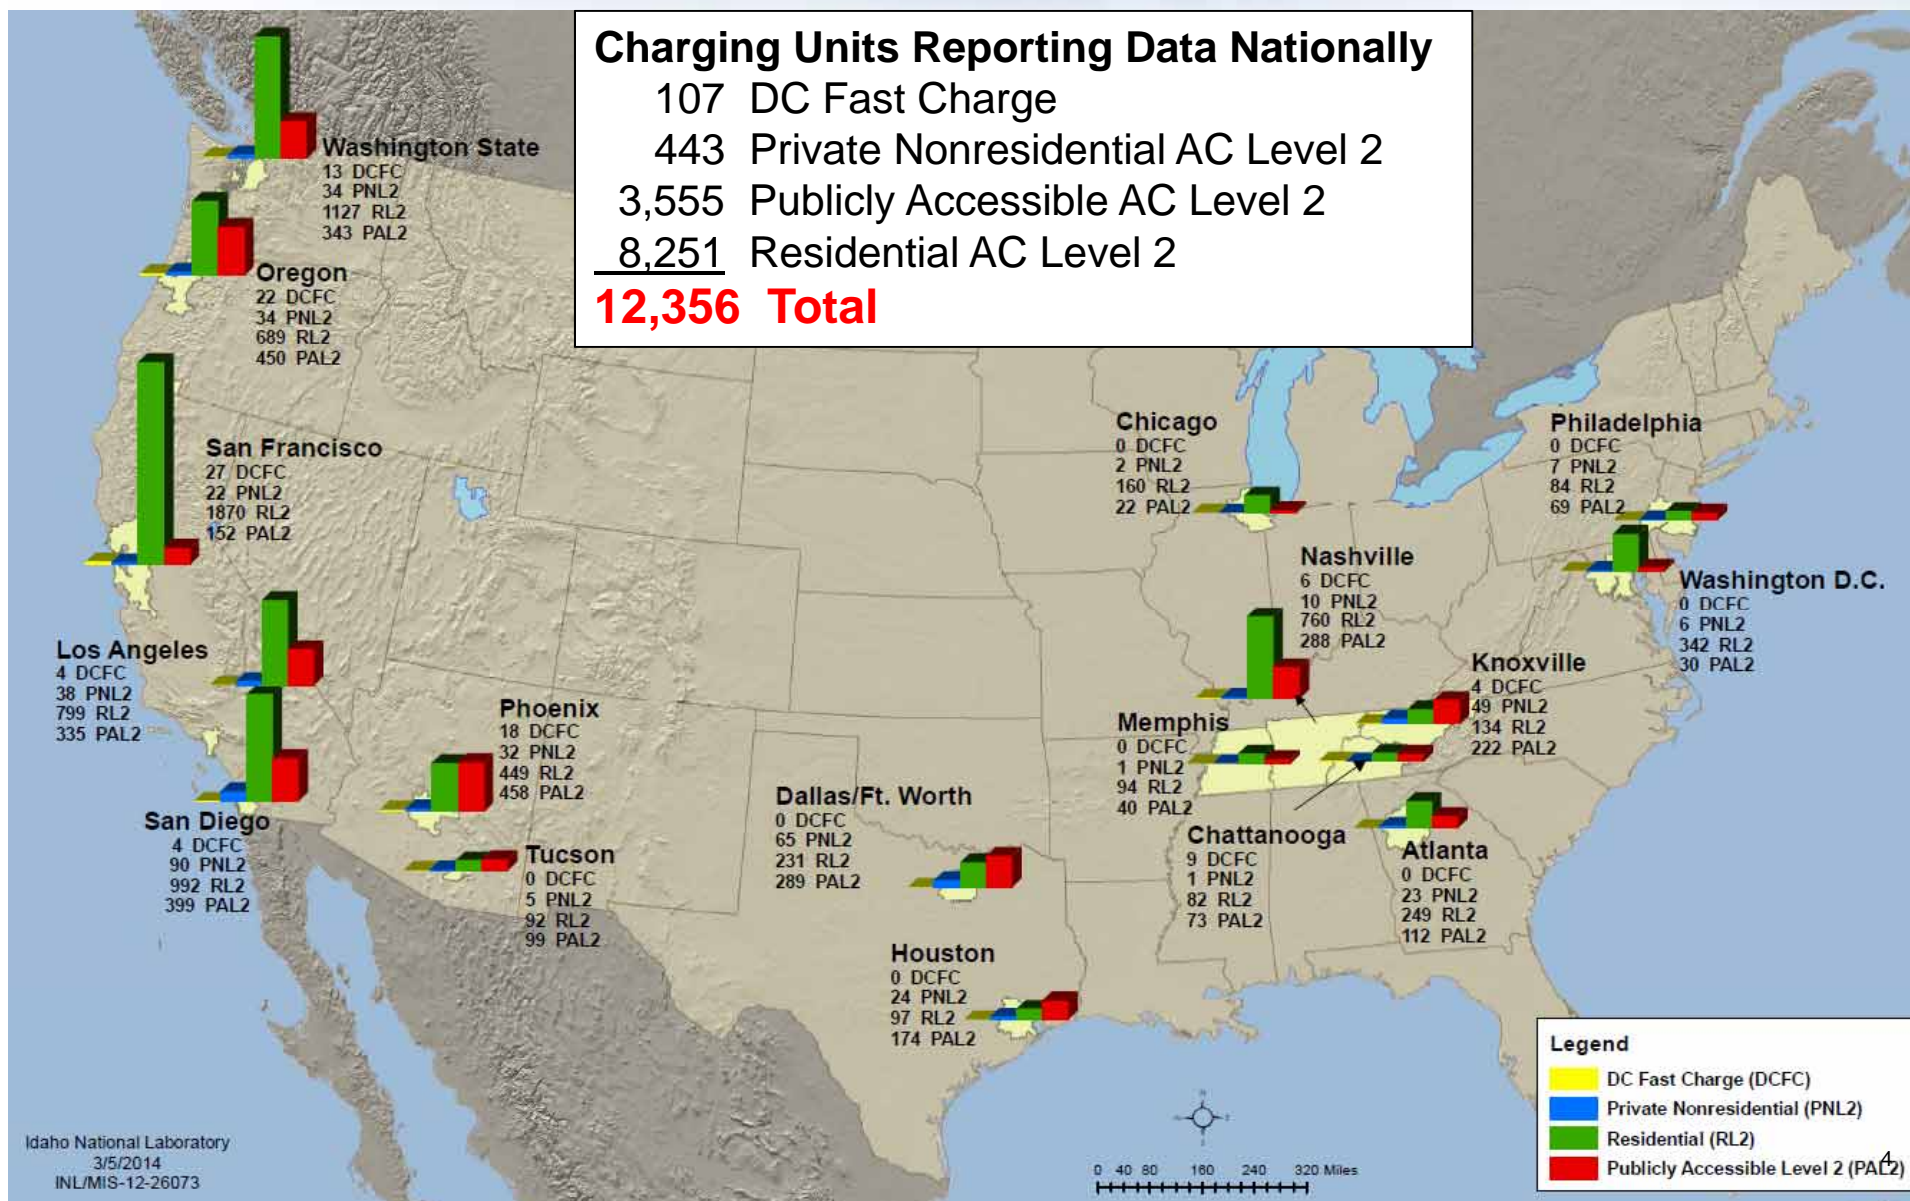 Charging Units Reporting Data Nationally
107 DC Fast Charge
443 Private Nonresidential AC Level 2
3,555 Publicly Accessible AC Level 2
8,251 Residential AC Level 2
12,356 Total
Washington State
13 DCFC
34 PNL2
1127 RL2
343 PAL2
Oregon
22 DCFC
34 PNL2
689 RL2
450 PAL2
San Francisco
27 DCFC
22 PNL2
1870 RL2
152 PAL2
Los Angeles
4 DCFC
38 PNL2
799 RL2
335 PAL2
San Diego
4 DCFC
90 PNL2
992 RL2
399 PAL2
Phoenix
18 DCFC
32 PNL2
449 RL2
458 PAL2
Tucson
0 DCFC
5 PNL2
92 RL2
99 PAL2
Dallas/Ft. Worth
0 DCFC
65 PNL2
231 RL2
289 PAL2
Houston
0 DCFC
24 PNL2
97 RL2
174 PAL2
Chicago
0 DCFC
2 PNL2
160 RL2
22 PAL2
Nashville
6 DCFC
10 PNL2
760 RL2
288 PAL2
Memphis
0 DCFC
1 PNL2
94 RL2
40 PAL2
Chattanooga
9 DCFC
1 PNL2
82 RL2
73 PAL2
Knoxville
4 DCFC
49 PNL2
134 RL2
222 PAL2
Atlanta
0 DCFC
23 PNL2
249 RL2
112 PAL2
Philadelphia
0 DCFC
7 PNL2
84 RL2
69 PAL2
Washington D.C.
0 DCFC
6 PNL2
342 RL2
30 PAL2
Idaho National Laboratory
3/5/2014
INL/MIS-12-26073
0 40 80 160 240 320 Miles
Legend
DC Fast Charge (DCFC)
Private Nonresidential (PNL2)
Residential (RL2)
Publicly Accessible Level 2 (PAL2)
4